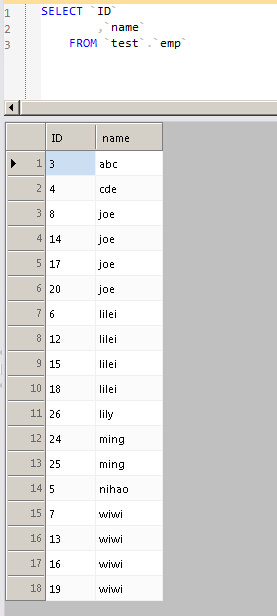 1 SELECT `ID`
2 ,`name`
3 FROM `test`.`emp`
ID name
1 3 abc
2 4 cde
3 8 joe
4 14 joe
5 17 joe
6 20 joe
7 6 lilei
8 12 lilei
9 15 lilei
10 18 lilei
11 26 lily
12 24 ming
13 25 ming
14 5 nihao
15 7 wiwi
16 13 wiwi
17 16 wiwi
18 19 wiwi